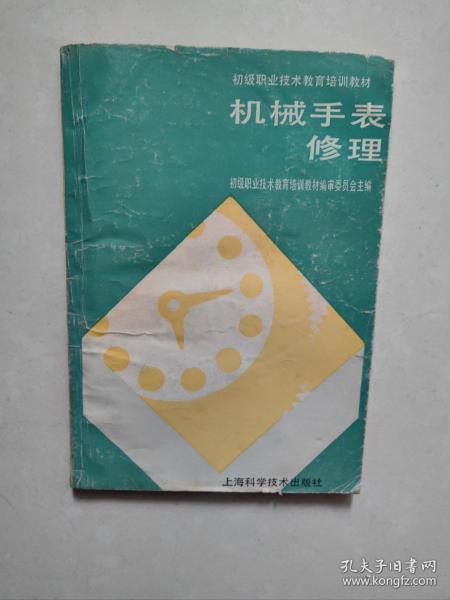 初级职业技术教育培训教材
机械手表
修理
初级职业技术教育培训教材编审委员会主编
上海科学技术出版社
孔夫子旧书网
www.kongfz.com